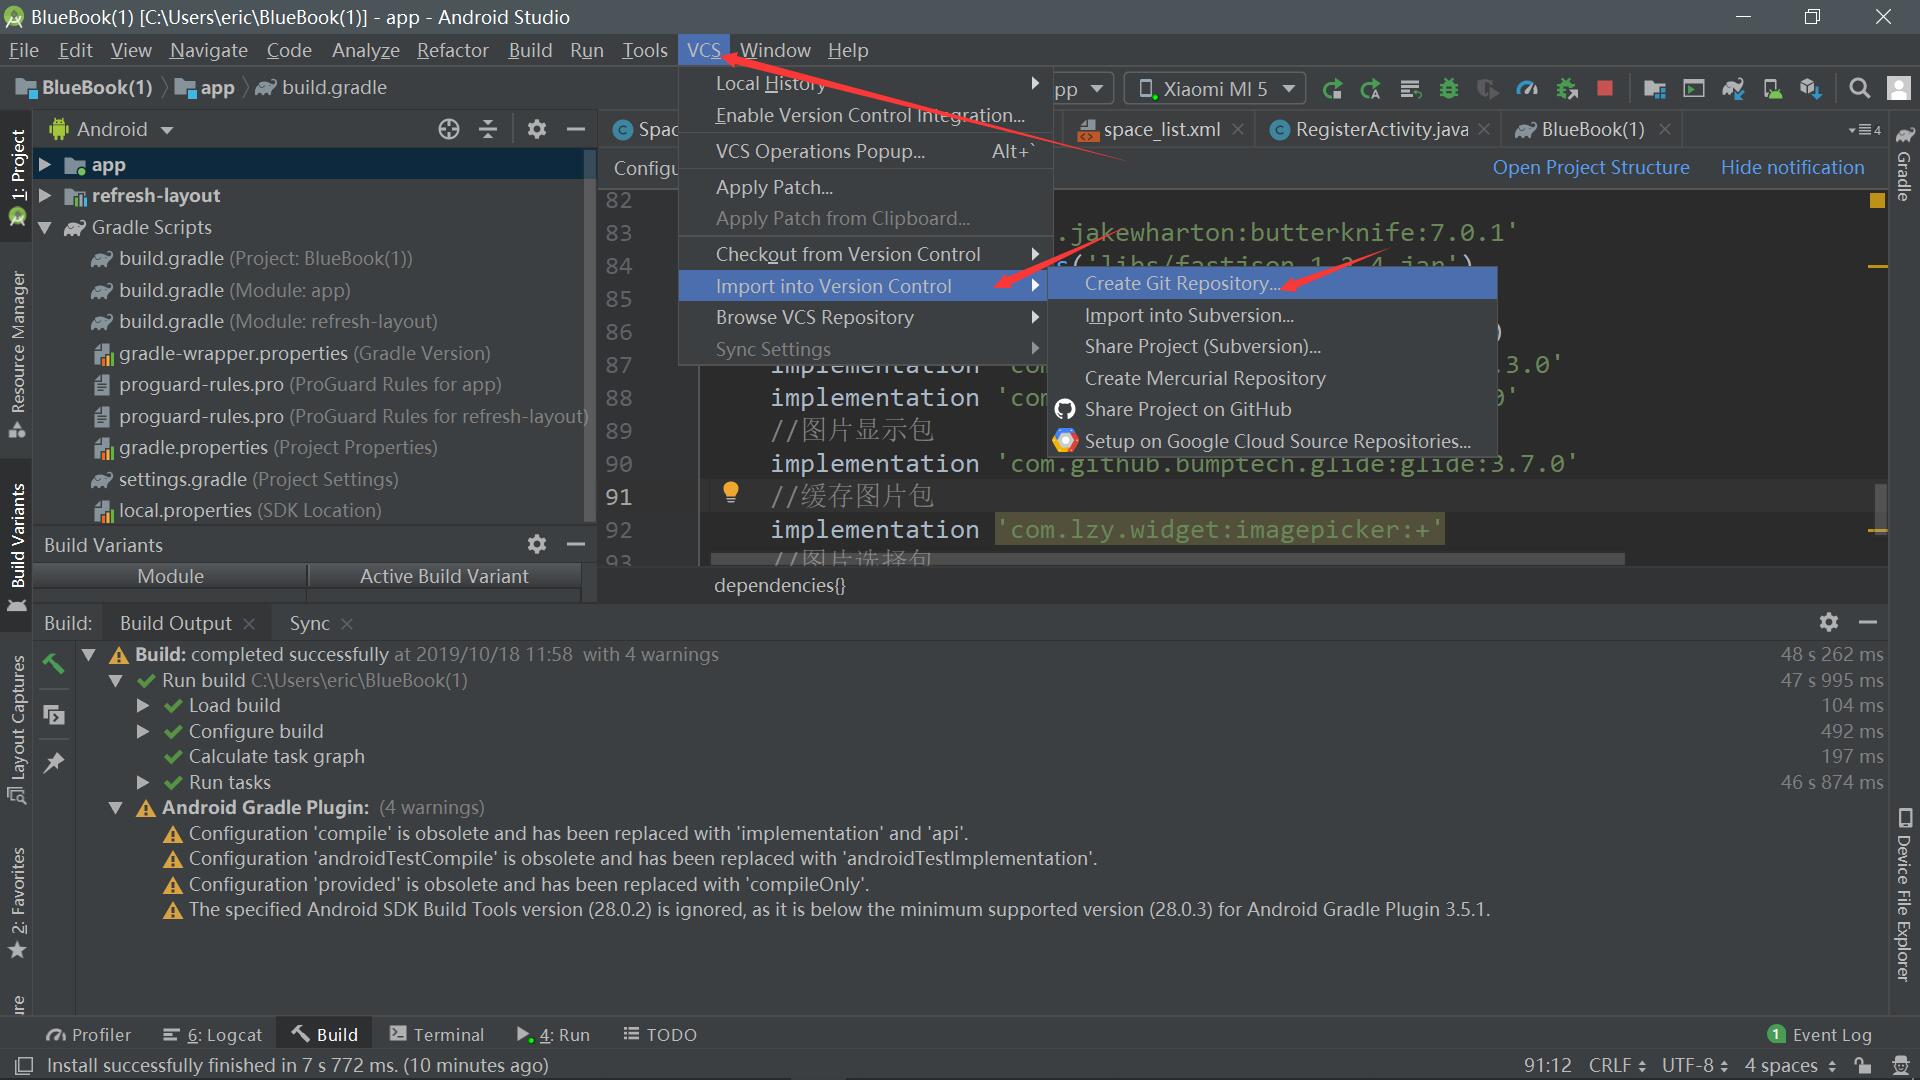 BlueBook(1) [C:\Users\eric\BlueBook(1)] - app - Android Studio
File Edit View Navigate Code Analyze Refactor Build Run Tools VCS Window Help
BlueBook(1) app build.gradle
Xiaomi MI 5
Local History
Enable Version Control Integration...
VCS Operations Popup... Alt+`
Apply Patch...
Apply Patch from Clipboard...
Checkout from Version Control
Import into Version Control
Browse VCS Repository
Sync Settings
Create Git Repository...
Import into Subversion...
Share Project (Subversion)...
Create Mercurial Repository
Share Project on GitHub
Setup on Google Cloud Source Repositories...
1: Project
Resource Manager
Build Variants
Layout Captures
2: Favorites
Android
app
refresh-layout
Gradle Scripts
build.gradle (Project: BlueBook(1))
build.gradle (Module: app)
build.gradle (Module: refresh-layout)
gradle-wrapper.properties (Gradle Version)
proguard-rules.pro (ProGuard Rules for app)
proguard-rules.pro (ProGuard Rules for refresh-layout)
gradle.properties (Project Properties)
settings.gradle (Project Settings)
local.properties (SDK Location)
Build Variants
Module Active Build Variant
space_list.xml RegisterActivity.java BlueBook(1) 4
Open Project Structure Hide notification
82
83 .jakewharton:butterknife:7.0.1'
84 ('libs/fastjson-1.2.4.jar')
85
86 )
87 implementation 'co .3.0'
88 implementation 'co 0'
89 //图片显示包
90 implementation 'com.github.bumptech.glide:glide:3.7.0'
91 //缓存图片包
92 implementation 'com.lzy.widget:imagepicker:+'
93 //图片选择包
dependencies{}
Gradle
Device File Explorer
Build: Build Output Sync
Build: completed successfully at 2019/10/18 11:58 with 4 warnings 48 s 262 ms
Run build C:\Users\eric\BlueBook(1) 47 s 995 ms
Load build 104 ms
Configure build 492 ms
Calculate task graph 197 ms
Run tasks 46 s 874 ms
Android Gradle Plugin: (4 warnings)
Configuration 'compile' is obsolete and has been replaced with 'implementation' and 'api'.
Configuration 'androidTestCompile' is obsolete and has been replaced with 'androidTestImplementation'.
Configuration 'provided' is obsolete and has been replaced with 'compileOnly'.
The specified Android SDK Build Tools version (28.0.2) is ignored, as it is below the minimum supported version (28.0.3) for Android Gradle Plugin 3.5.1.
Profiler 6: Logcat Build Terminal 4: Run TODO 1 Event Log
Install successfully finished in 7 s 772 ms. (10 minutes ago) 91:12 CRLF UTF-8 4 spaces